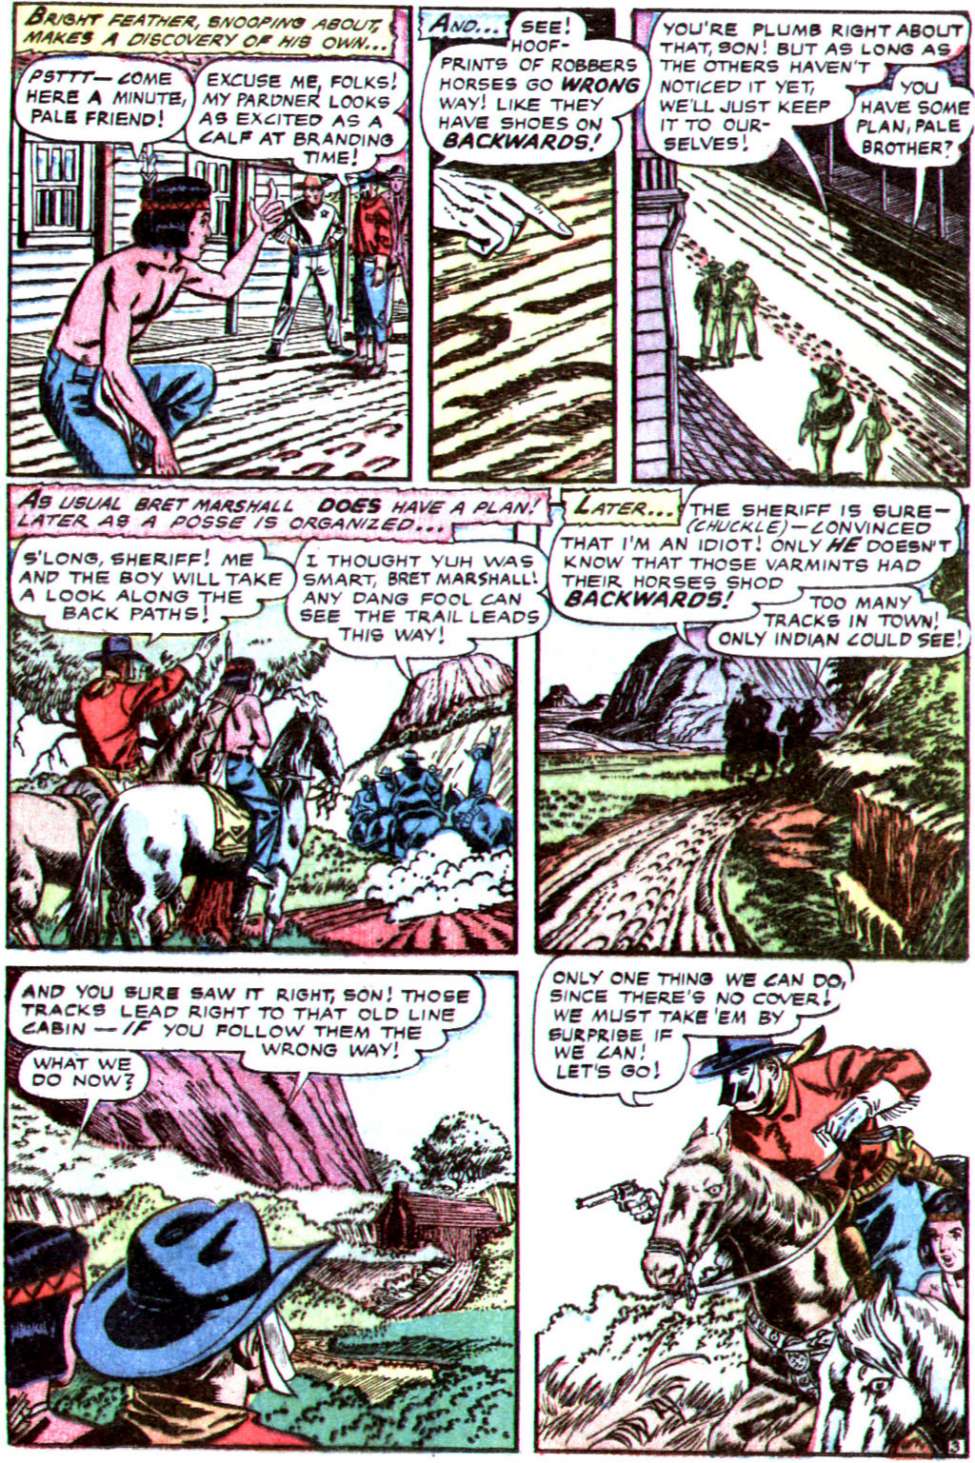 BRIGHT FEATHER, SNOOPING ABOUT,
MAKES A DISCOVERY OF HIS OWN...
PSTTT — COME
HERE A MINUTE,
PALE FRIEND!
EXCUSE ME, FOLKS!
MY PARDNER LOOKS
AS EXCITED AS A
CALF AT BRANDING
TIME!
AND...
SEE!
HOOF-
PRINTS OF ROBBERS
HORSES GO WRONG
WAY! LIKE THEY
HAVE SHOES ON
BACKWARDS!
YOU'RE PLUMB RIGHT ABOUT
THAT, SON! BUT AS LONG AS
THE OTHERS HAVEN'T
NOTICED IT YET,
WE'LL JUST KEEP
IT TO OUR-
SELVES!
YOU
HAVE SOME
PLAN, PALE
BROTHER?
AS USUAL BRET MARSHALL DOES HAVE A PLAN!
LATER AS A POSSE IS ORGANIZED...
S'LONG, SHERIFF! ME
AND THE BOY WILL TAKE
A LOOK ALONG THE
BACK PATHS!
I THOUGHT YUH WAS
SMART, BRET MARSHALL!
ANY DANG FOOL CAN
SEE THE TRAIL LEADS
THIS WAY!
LATER...
THE SHERIFF IS SURE—
(CHUCKLE) — CONVINCED
THAT I'M AN IDIOT! ONLY HE DOESN'T
KNOW THAT THOSE VARMINTS HAD
THEIR HORSES SHOD
BACKWARDS!
TOO MANY
TRACKS IN TOWN!
ONLY INDIAN COULD SEE!
AND YOU SURE SAW IT RIGHT, SON! THOSE
TRACKS LEAD RIGHT TO THAT OLD LINE
CABIN — IF YOU FOLLOW THEM THE
WRONG WAY!
WHAT WE
DO NOW?
ONLY ONE THING WE CAN DO,
SINCE THERE'S NO COVER!
WE MUST TAKE 'EM BY
SURPRISE IF
WE CAN!
LET'S GO!
3